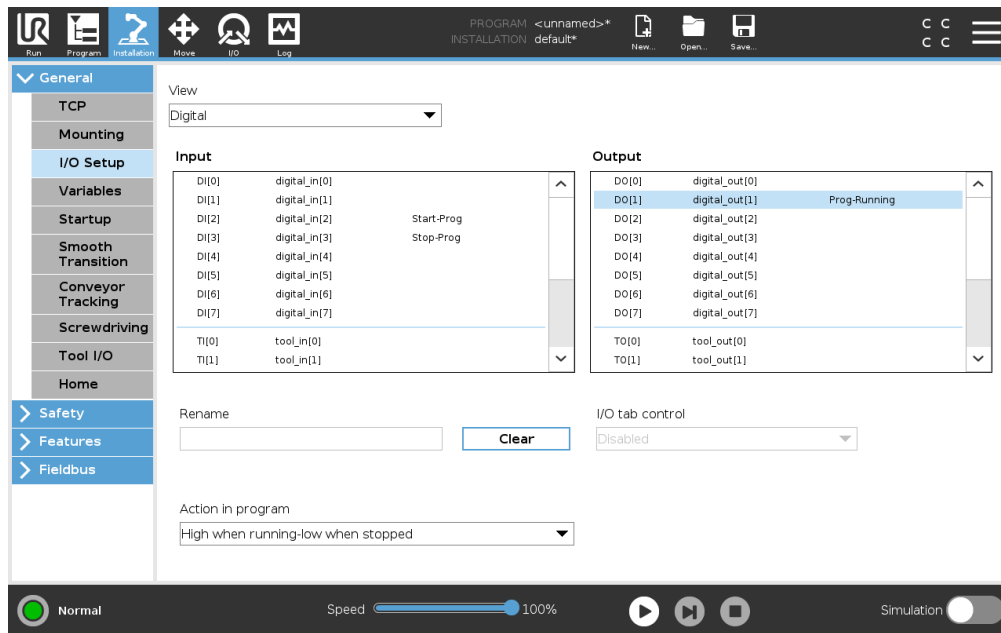 UR
PROGRAM <unnamed>*
INSTALLATION default*
C C
C C
Run Program Installation Move I/O Log New... Open... Save...
General
TCP
Mounting
I/O Setup
Variables
Startup
Smooth
Transition
Conveyor
Tracking
Screwdriving
Tool I/O
Home
Safety
Features
Fieldbus
View
Digital
Input
DI[0] digital_in[0]
DI[1] digital_in[1]
DI[2] digital_in[2] Start-Prog
DI[3] digital_in[3] Stop-Prog
DI[4] digital_in[4]
DI[5] digital_in[5]
DI[6] digital_in[6]
DI[7] digital_in[7]
TI[0] tool_in[0]
TI[1] tool_in[1]
Output
DO[0] digital_out[0]
DO[1] digital_out[1] Prog-Running
DO[2] digital_out[2]
DO[3] digital_out[3]
DO[4] digital_out[4]
DO[5] digital_out[5]
DO[6] digital_out[6]
DO[7] digital_out[7]
TO[0] tool_out[0]
TO[1] tool_out[1]
Rename
Clear
I/O tab control
Disabled
Action in program
High when running-low when stopped
Normal
Speed 100%
Simulation